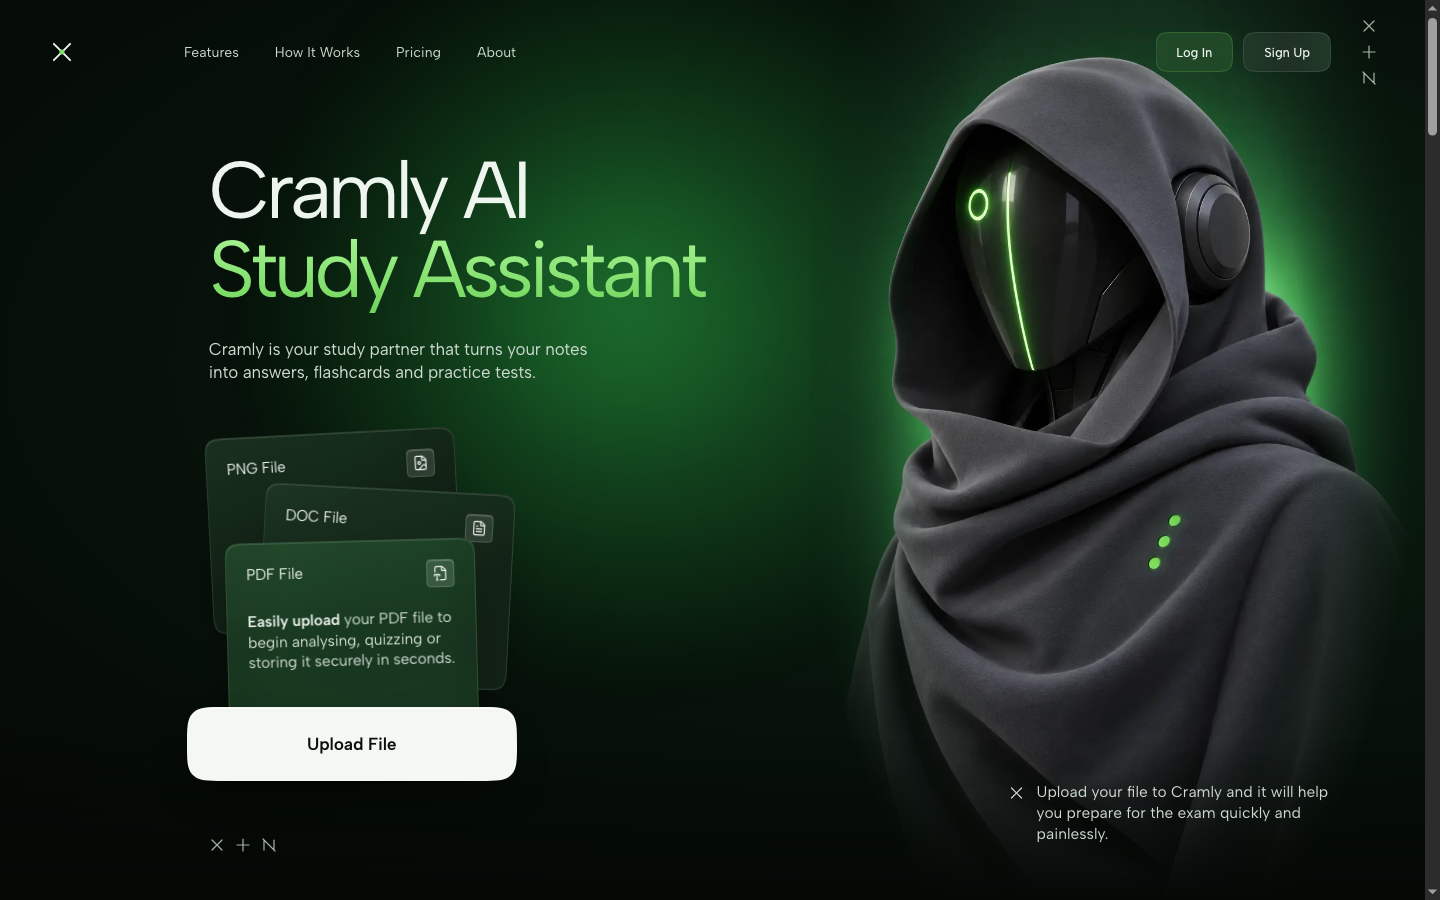 Features
How It Works
Pricing
About
Log In
Sign Up
Cramly AI
Study Assistant
Cramly is your study partner that turns your notes
into answers, flashcards and practice tests.
PNG File
DOC File
PDF File
Easily upload your PDF file to
begin analysing, quizzing or
storing it securely in seconds.
Upload File
Upload your file to Cramly and it will help
you prepare for the exam quickly and
painlessly.